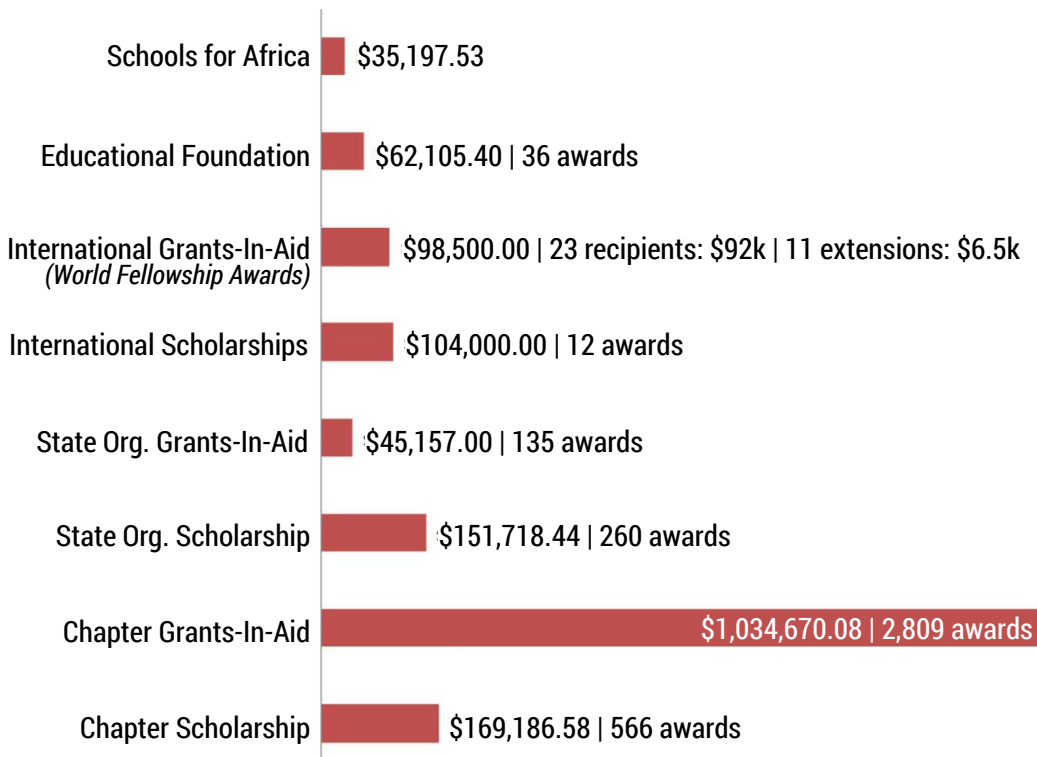 Schools for Africa $35,197.53
Educational Foundation $62,105.40 | 36 awards
International Grants-In-Aid $98,500.00 | 23 recipients: $92k | 11 extensions: $6.5k
(World Fellowship Awards)
International Scholarships $104,000.00 | 12 awards
State Org. Grants-In-Aid $45,157.00 | 135 awards
State Org. Scholarship $151,718.44 | 260 awards
Chapter Grants-In-Aid $1,034,670.08 | 2,809 awards
Chapter Scholarship $169,186.58 | 566 awards